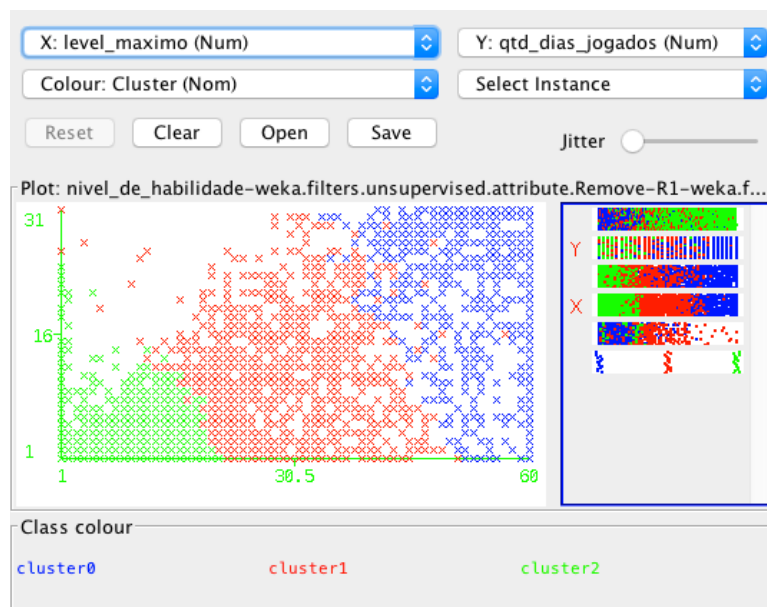 X: level_maximo (Num) Y: qtd_dias_jogados (Num)
Colour: Cluster (Nom) Select Instance
Reset Clear Open Save Jitter
Plot: nivel_de_habilidade-weka.filters.unsupervised.attribute.Remove-R1-weka.f...
31
Y
X
16
1
1 30.5 60
Class colour
cluster0 cluster1 cluster2